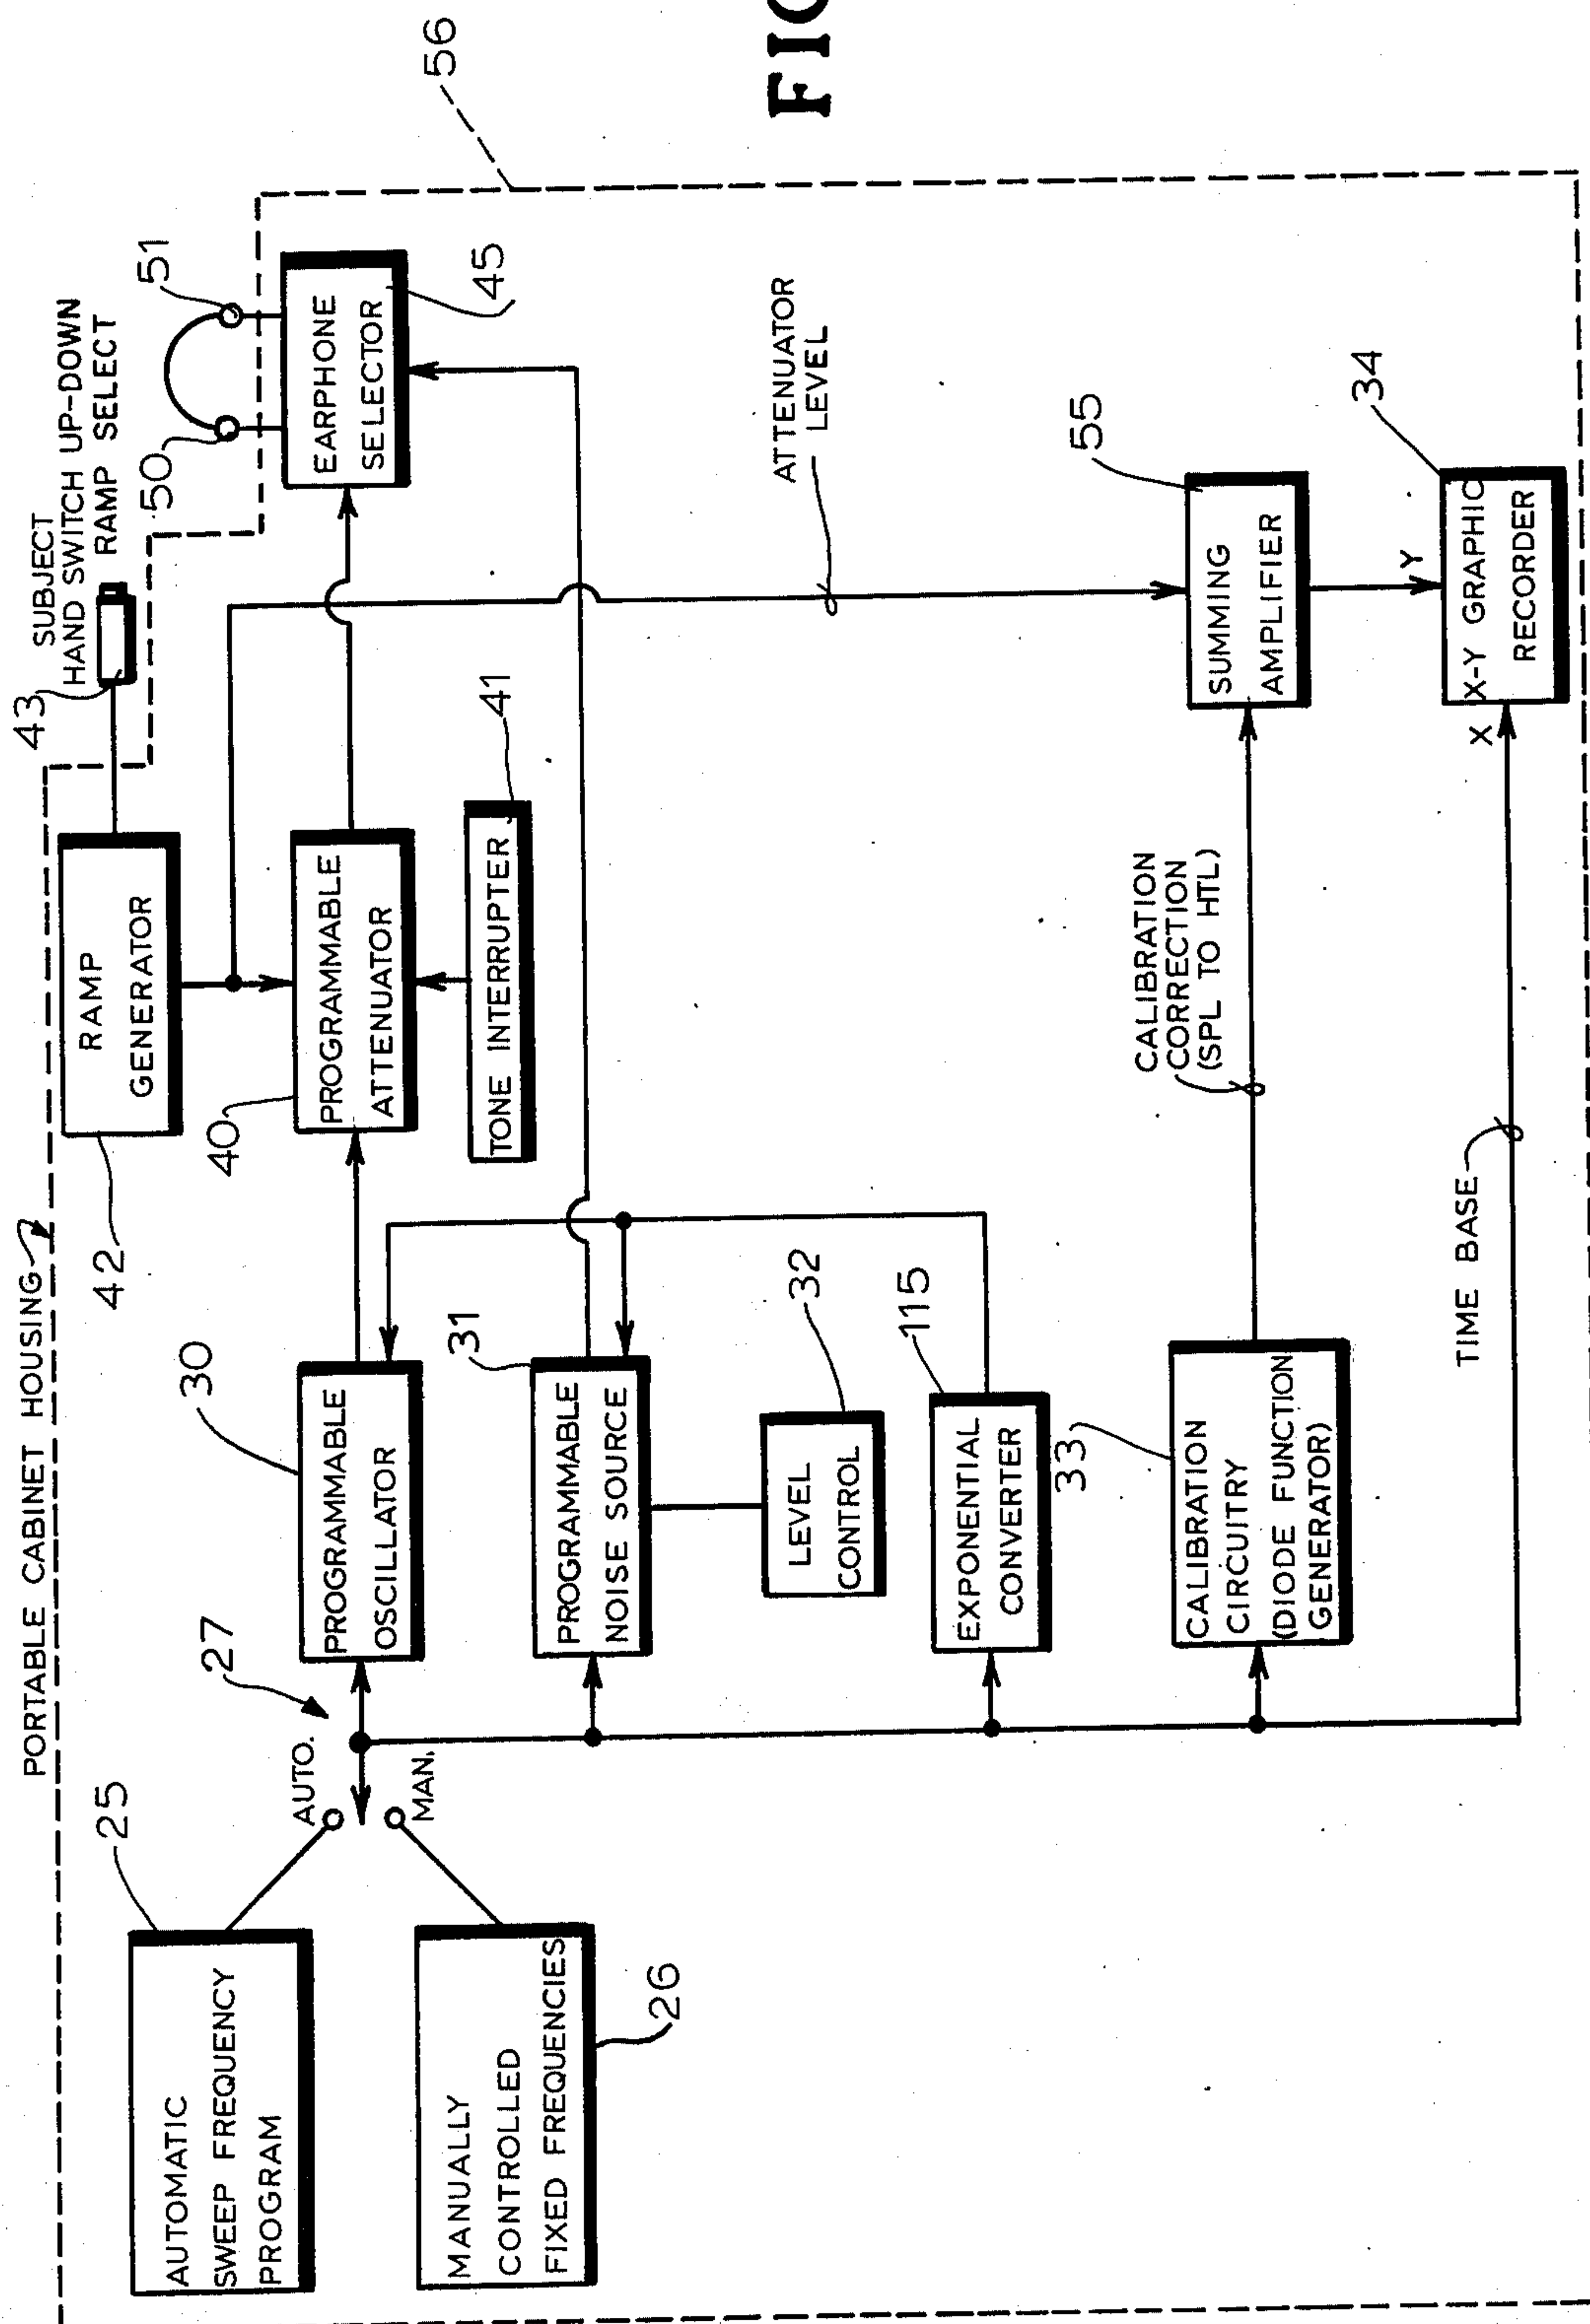 PORTABLE CABINET HOUSING
25
AUTOMATIC
SWEEP FREQUENCY
PROGRAM
MANUALLY
CONTROLLED
FIXED FREQUENCIES
26
AUTO.
MAN.
27
30
PROGRAMMABLE
OSCILLATOR
31
PROGRAMMABLE
NOISE SOURCE
32
LEVEL
CONTROL
115
EXPONENTIAL
CONVERTER
33
CALIBRATION
CIRCUITRY
(DIODE FUNCTION
GENERATOR)
42
RAMP
GENERATOR
40
PROGRAMMABLE
ATTENUATOR
41
TONE INTERRUPTER
43
SUBJECT
HAND SWITCH UP-DOWN
RAMP SELECT
50
51
EARPHONE
SELECTOR
45
56
ATTENUATOR
LEVEL
CALIBRATION
CORRECTION
(SPL TO HTL)
TIME BASE
55
SUMMING
AMPLIFIER
Y
X
34
X-Y GRAPHIC
RECORDER